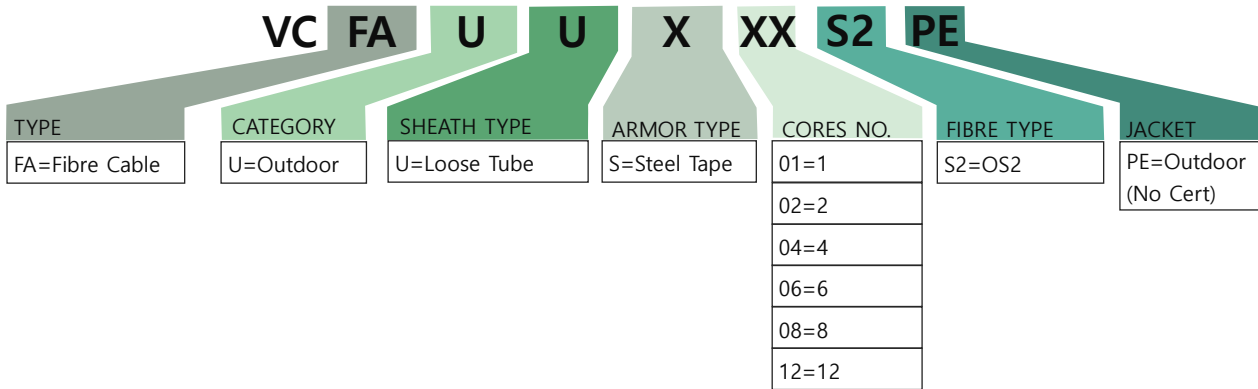 VC FA U U X XX S2 PE
TYPE CATEGORY SHEATH TYPE ARMOR TYPE CORES NO. FIBRE TYPE JACKET
FA=Fibre Cable U=Outdoor U=Loose Tube S=Steel Tape 01=1 S2=OS2 PE=Outdoor
(No Cert)
02=2
04=4
06=6
08=8
12=12